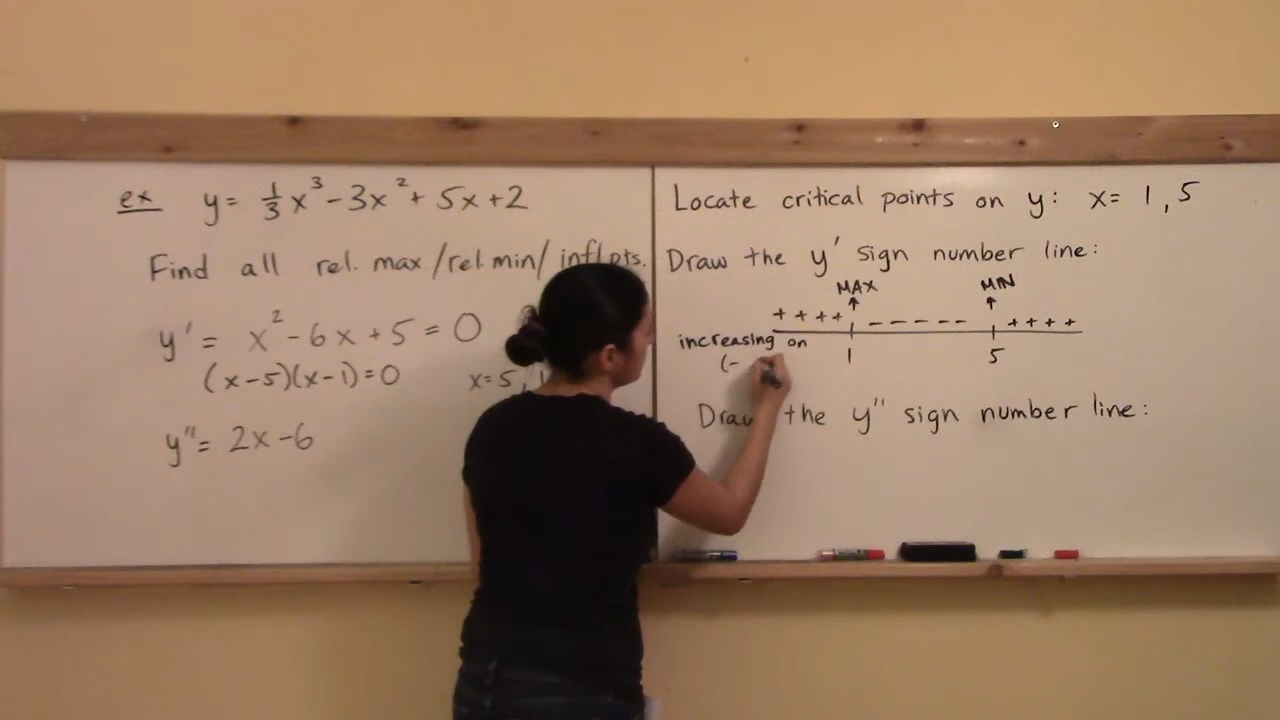 ex y = 1/3 x³ - 3x² + 5x + 2
Find all rel. max/rel. min/infl. pts.
y' = x² - 6x + 5 = 0
(x-5)(x-1) = 0 x = 5,
y" = 2x - 6
Locate critical points on y: x = 1, 5
Draw the y' sign number line:
MAX MIN
+ + + + - - - - - + + + +
increasing on 1 5
(-
Draw the y" sign number line: